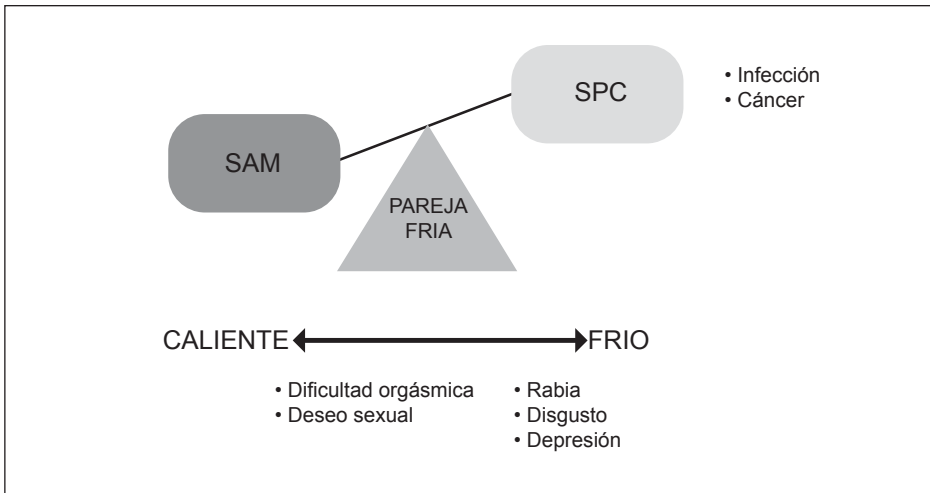 SPC
• Infección
• Cáncer
SAM
PAREJA
FRIA
CALIENTE
FRIO
• Dificultad orgásmica
• Deseo sexual
• Rabia
• Disgusto
• Depresión